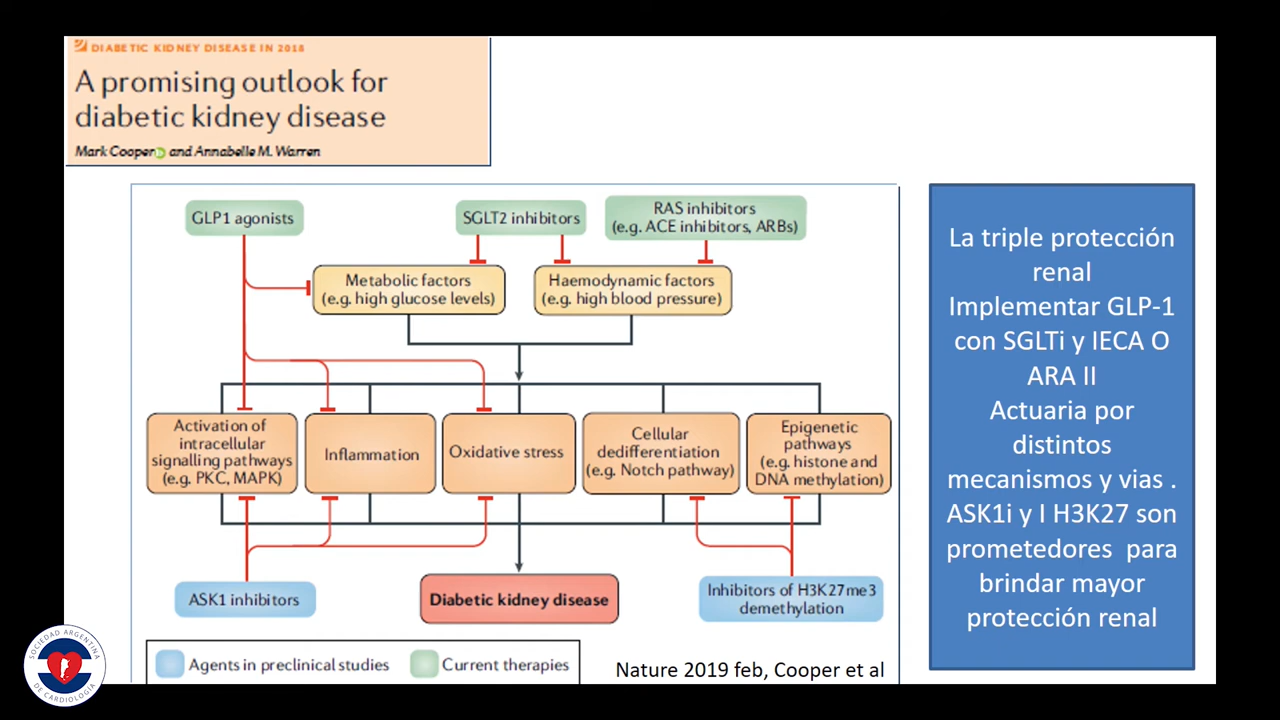 DIABETIC KIDNEY DISEASE IN 2018
A promising outlook for
diabetic kidney disease
Mark Cooper and Annabelle M. Warren
GLP1 agonists
SGLT2 inhibitors
RAS inhibitors
(e.g. ACE inhibitors, ARBs)
Metabolic factors
(e.g. high glucose levels)
Haemodynamic factors
(e.g. high blood pressure)
Activation of
intracellular
signalling pathways
(e.g. PKC, MAPK)
Inflammation
Oxidative stress
Cellular
dedifferentiation
(e.g. Notch pathway)
Epigenetic
pathways
(e.g. histone and
DNA methylation)
ASK1 inhibitors
Diabetic kidney disease
Inhibitors of H3K27me3
demethylation
Agents in preclinical studies
Current therapies
Nature 2019 feb, Cooper et al
La triple protección
renal
Implementar GLP-1
con SGLTi y IECA O
ARA II
Actuaria por
distintos
mecanismos y vias .
ASK1i y I H3K27 son
prometedores para
brindar mayor
protección renal
SOCIEDAD ARGENTINA
DE CARDIOLOGIA